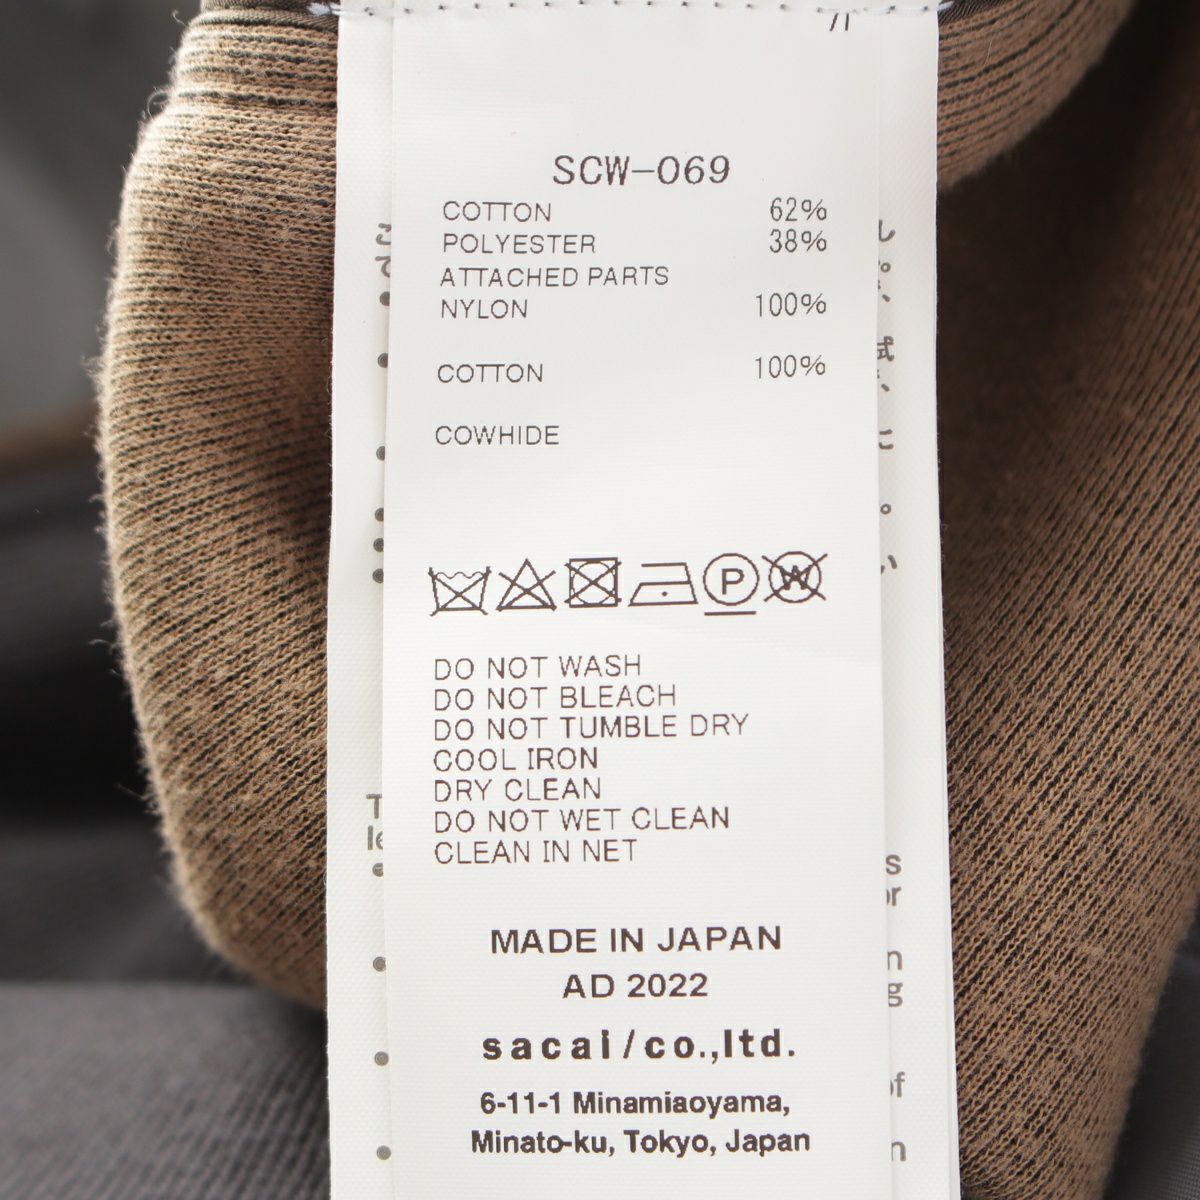 SCW-069
COTTON 62%
POLYESTER 38%
ATTACHED PARTS
NYLON 100%
COTTON 100%
COWHIDE
P
W
DO NOT WASH
DO NOT BLEACH
DO NOT TUMBLE DRY
COOL IRON
DRY CLEAN
DO NOT WET CLEAN
CLEAN IN NET
MADE IN JAPAN
AD 2022
sacai/co.,ltd.
6-11-1 Minamiaoyama,
Minato-ku, Tokyo, Japan